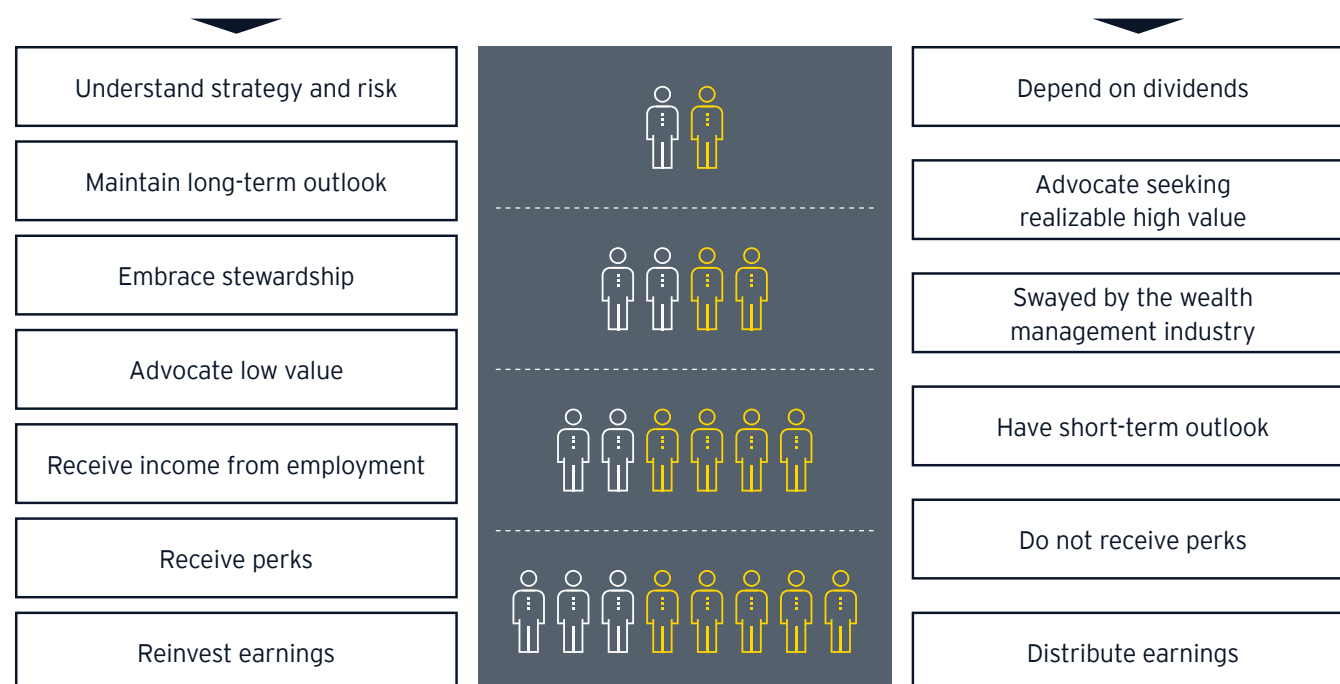 Understand strategy and risk
Maintain long-term outlook
Embrace stewardship
Advocate low value
Receive income from employment
Receive perks
Reinvest earnings
Depend on dividends
Advocate seeking
realizable high value
Swayed by the wealth
management industry
Have short-term outlook
Do not receive perks
Distribute earnings